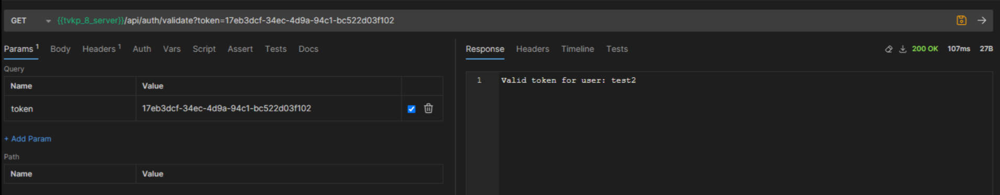 GET {{tvkp_8_server}}/api/auth/validate?token=17eb3dcf-34ec-4d9a-94c1-bc522d03f102
Params 1 Body Headers 1 Auth Vars Script Assert Tests Docs
Query
Name Value
token 17eb3dcf-34ec-4d9a-94c1-bc522d03f102
+ Add Param
Path
Name Value
Response Headers Timeline Tests 200 OK 107ms 27B
1 Valid token for user: test2